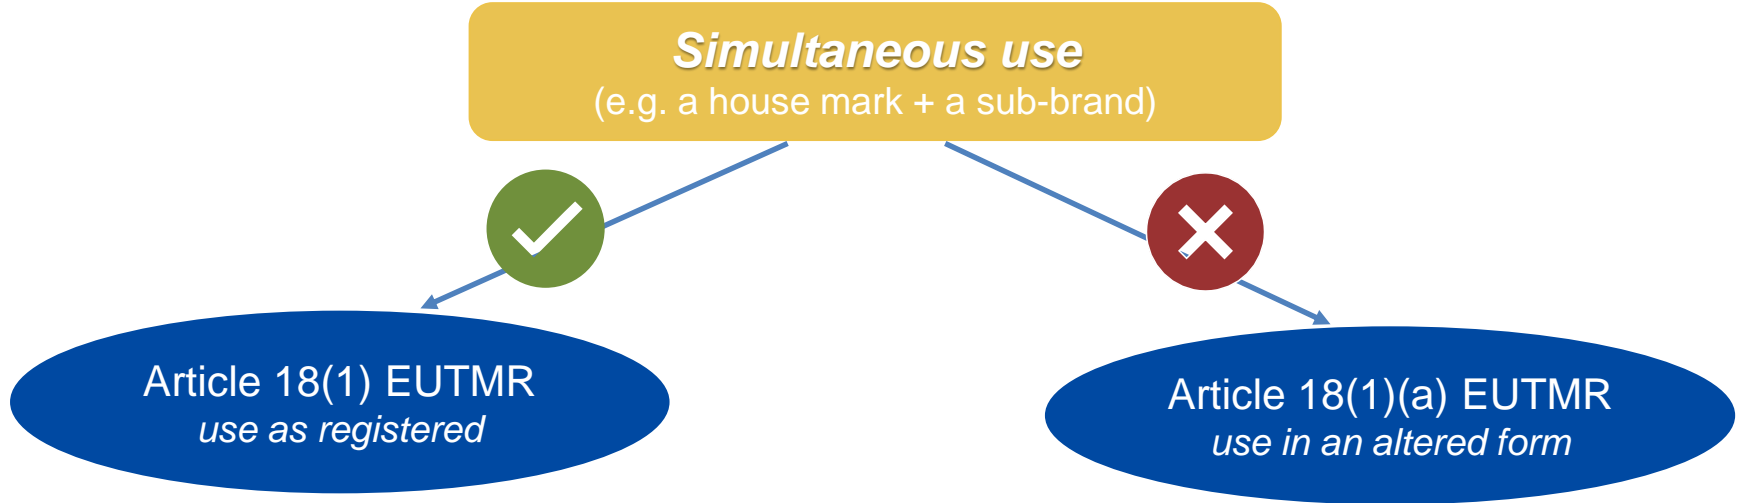 Simultaneous use
(e.g. a house mark + a sub-brand)
Article 18(1) EUTMR
use as registered
Article 18(1)(a) EUTMR
use in an altered form